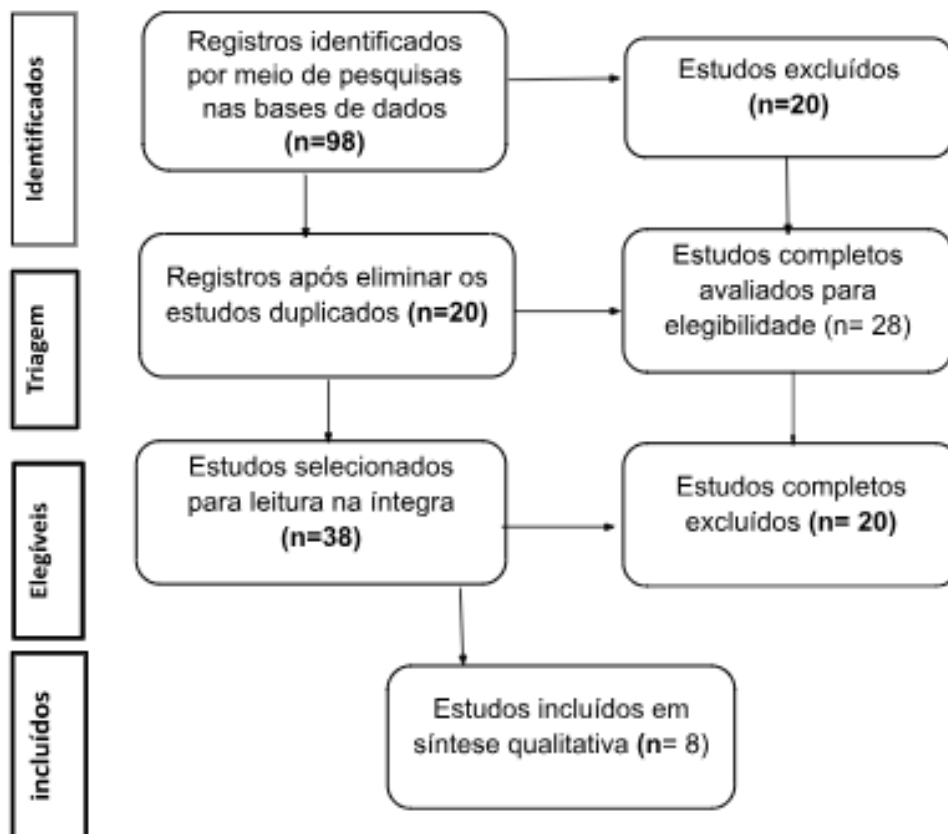 Identificados
Registros identificados
por meio de pesquisas
nas bases de dados
(n=98)
Estudos excluídos
(n=20)
Triagem
Registros após eliminar os
estudos duplicados (n=20)
Estudos completos
avaliados para
elegibilidade (n= 28)
Elegíveis
Estudos selecionados
para leitura na íntegra
(n=38)
Estudos completos
excluídos (n= 20)
incluídos
Estudos incluídos em
síntese qualitativa (n= 8)